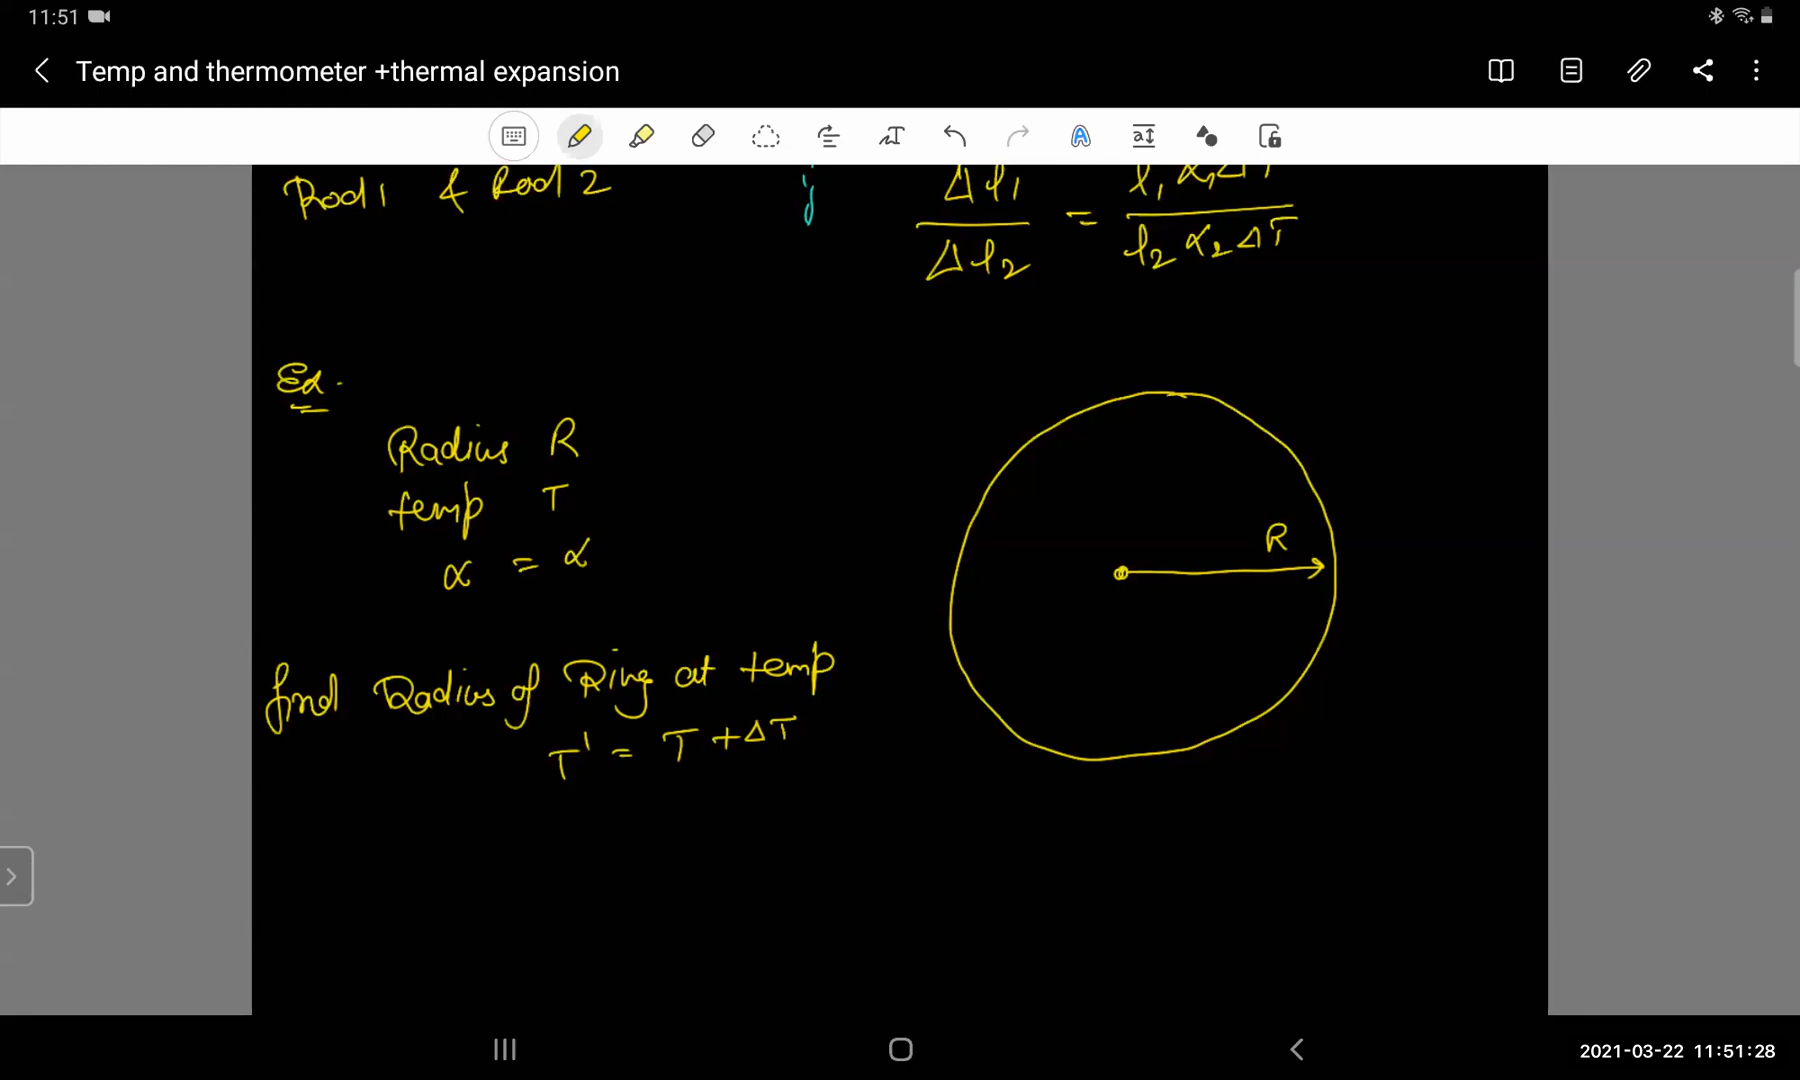 11:51
Temp and thermometer +thermal expansion
Rod 1 & Rod 2
Δl₁ / Δl₂ = l₁ α₁ ΔT / l₂ α₂ ΔT
Ex.
Radius R
temp T
α = α
R
find Radius of Ring at temp
T' = T + ΔT
2021-03-22 11:51:28